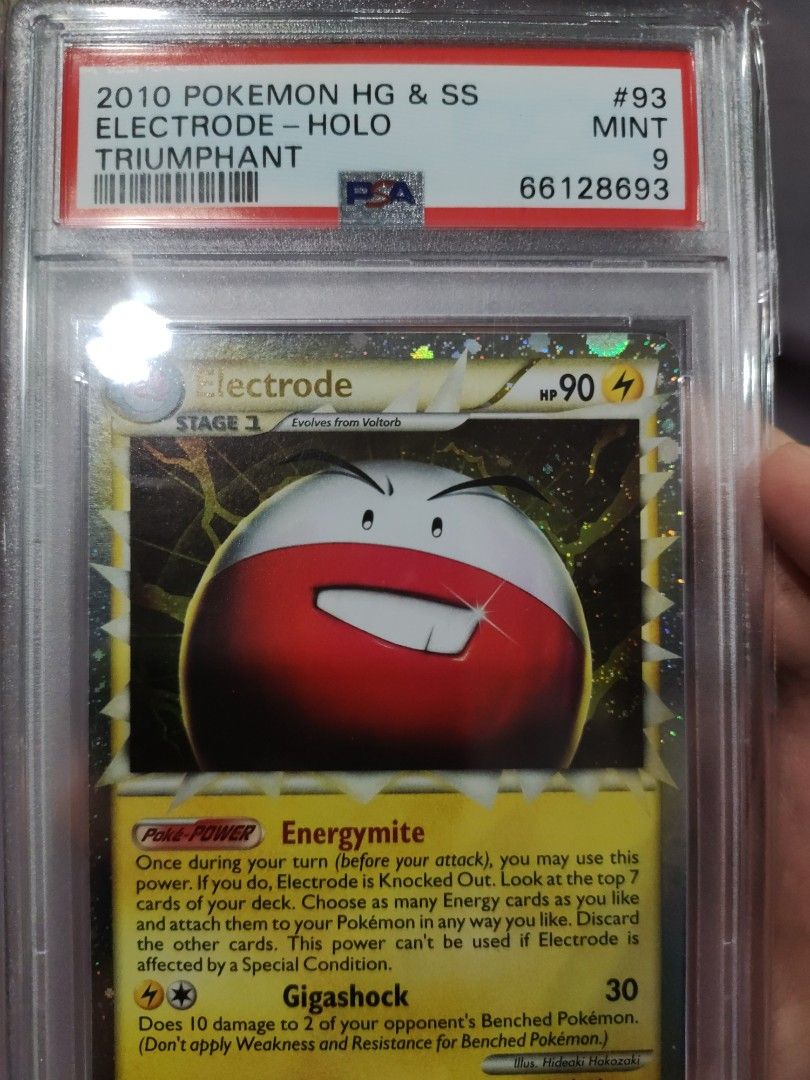 2010 POKEMON HG & SS #93
ELECTRODE - HOLO MINT
TRIUMPHANT 9
PSA 66128693
Electrode HP 90
STAGE 1 Evolves from Voltorb
Poké-POWER Energymite
Once during your turn (before your attack), you may use this
power. If you do, Electrode is Knocked Out. Look at the top 7
cards of your deck. Choose as many Energy cards as you like
and attach them to your Pokémon in any way you like. Discard
the other cards. This power can't be used if Electrode is
affected by a Special Condition.
Gigashock 30
Does 10 damage to 2 of your opponent's Benched Pokémon.
(Don't apply Weakness and Resistance for Benched Pokémon.)
Illus. Hideaki Hakozaki